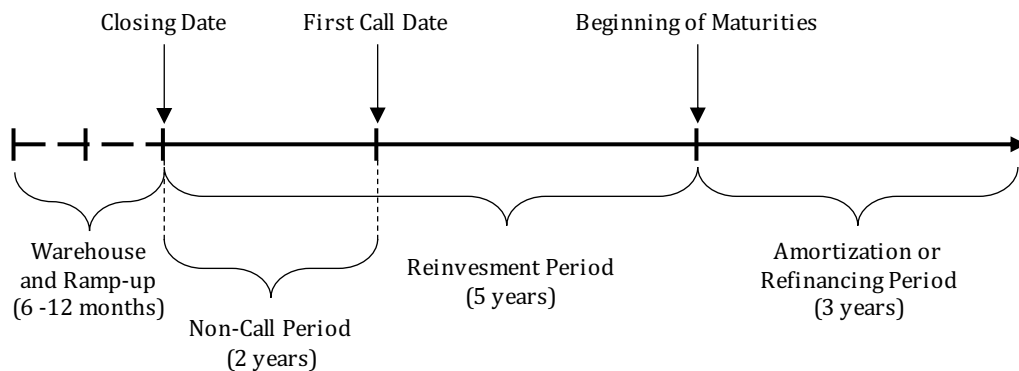 Closing Date
First Call Date
Beginning of Maturities
Warehouse
and Ramp-up
(6 -12 months)
Non-Call Period
(2 years)
Reinvesment Period
(5 years)
Amortization or
Refinancing Period
(3 years)